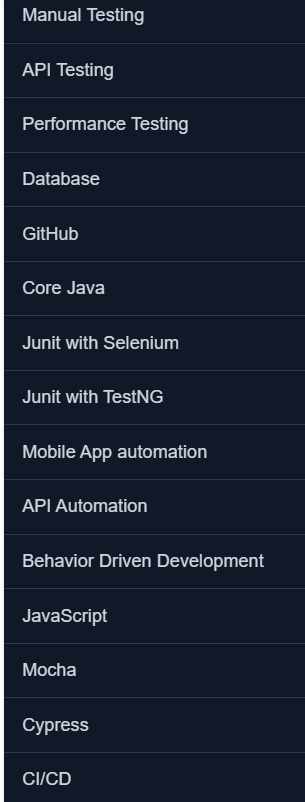 Manual Testing
API Testing
Performance Testing
Database
GitHub
Core Java
Junit with Selenium
Junit with TestNG
Mobile App automation
API Automation
Behavior Driven Development
JavaScript
Mocha
Cypress
CI/CD